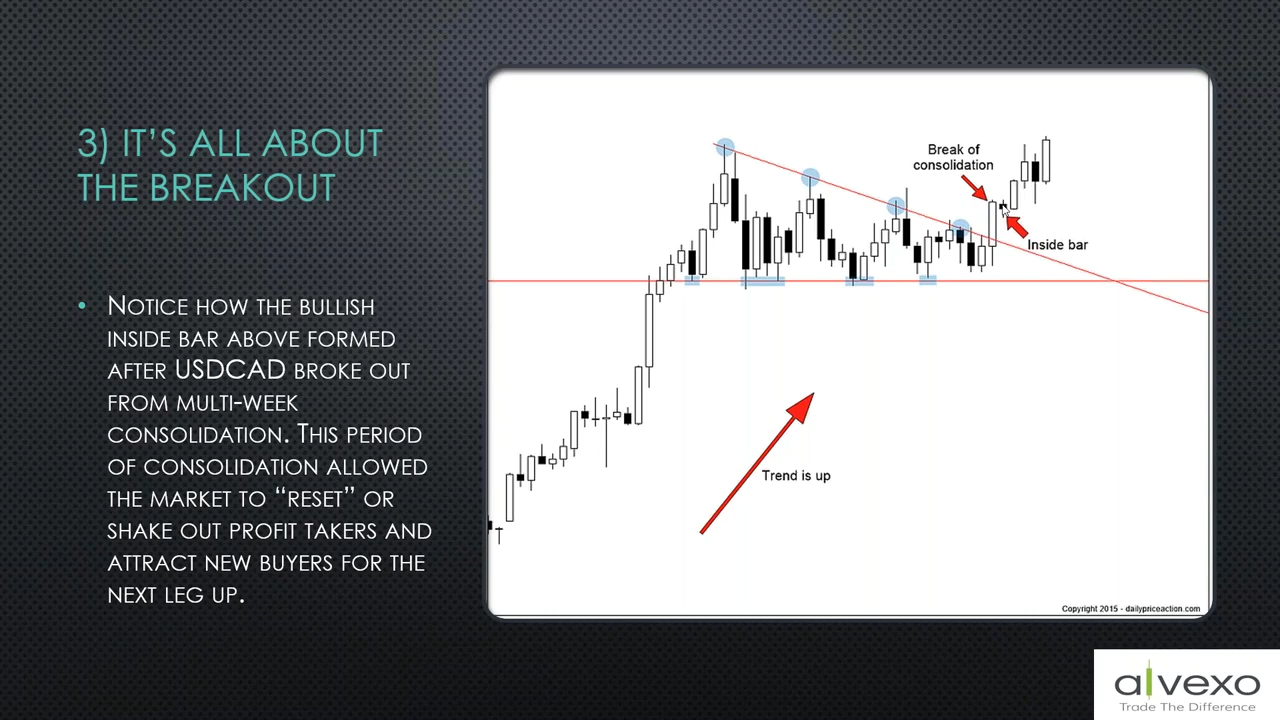 3) IT'S ALL ABOUT
THE BREAKOUT
• NOTICE HOW THE BULLISH
INSIDE BAR ABOVE FORMED
AFTER USDCAD BROKE OUT
FROM MULTI-WEEK
CONSOLIDATION. THIS PERIOD
OF CONSOLIDATION ALLOWED
THE MARKET TO “RESET” OR
SHAKE OUT PROFIT TAKERS AND
ATTRACT NEW BUYERS FOR THE
NEXT LEG UP.
Break of
consolidation
Inside bar
Trend is up
Copyright 2015 - dailypriceaction.com
alvexo
Trade The Difference